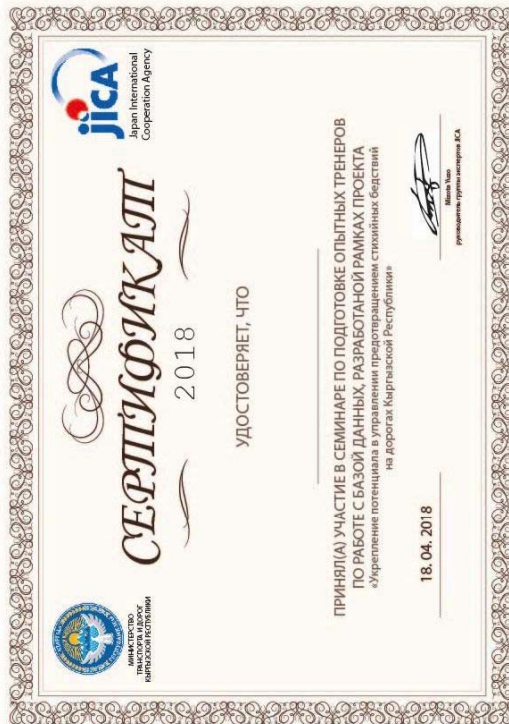 МИНИСТЕРСТВО
ТРАНСПОРТА И ДОРОГ
КЫРГЫЗСКОЙ РЕСПУБЛИКИ
JICA
Japan International
Cooperation Agency
СЕРТИФИКАТ
2018
УДОСТОВЕРЯЕТ, ЧТО
ПРИНЯЛ(А) УЧАСТИЕ В СЕМИНАРЕ ПО ПОДГОТОВКЕ ОПЫТНЫХ ТРЕНЕРОВ
ПО РАБОТЕ С БАЗОЙ ДАННЫХ, РАЗРАБОТАНОЙ РАМКАХ ПРОЕКТА
«Укрепление потенциала в управлении предотвращением стихийных бедствий
на дорогах Кыргызской Республики»
18. 04. 2018
руководитель группы экспертов JICA